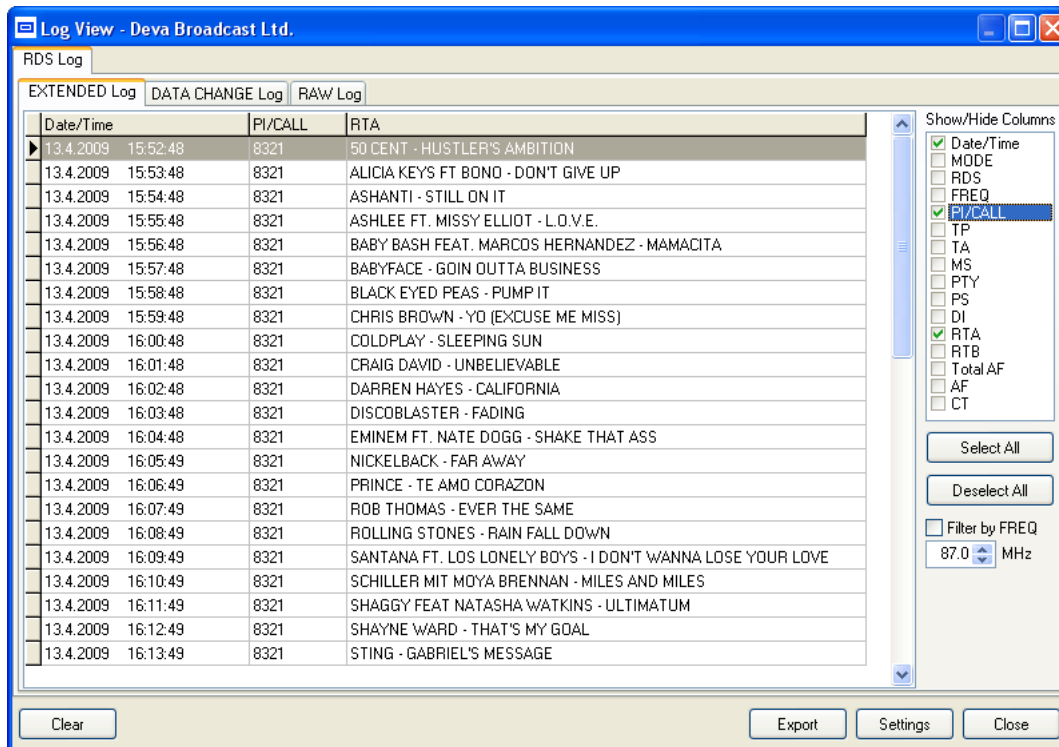 Log View - Deva Broadcast Ltd.
RDS Log
EXTENDED Log DATA CHANGE Log RAW Log
Date/Time PI/CALL RTA
13.4.2009 15:52:48 8321 50 CENT - HUSTLER'S AMBITION
13.4.2009 15:53:48 8321 ALICIA KEYS FT BONO - DON'T GIVE UP
13.4.2009 15:54:48 8321 ASHANTI - STILL ON IT
13.4.2009 15:55:48 8321 ASHLEE FT. MISSY ELLIOT - L.O.V.E.
13.4.2009 15:56:48 8321 BABY BASH FEAT. MARCOS HERNANDEZ - MAMACITA
13.4.2009 15:57:48 8321 BABYFACE - GOIN OUTTA BUSINESS
13.4.2009 15:58:48 8321 BLACK EYED PEAS - PUMP IT
13.4.2009 15:59:48 8321 CHRIS BROWN - YO (EXCUSE ME MISS)
13.4.2009 16:00:48 8321 COLDPLAY - SLEEPING SUN
13.4.2009 16:01:48 8321 CRAIG DAVID - UNBELIEVABLE
13.4.2009 16:02:48 8321 DARREN HAYES - CALIFORNIA
13.4.2009 16:03:48 8321 DISCOBLASTER - FADING
13.4.2009 16:04:48 8321 EMINEM FT. NATE DOGG - SHAKE THAT ASS
13.4.2009 16:05:49 8321 NICKELBACK - FAR AWAY
13.4.2009 16:06:49 8321 PRINCE - TE AMO CORAZON
13.4.2009 16:07:49 8321 ROB THOMAS - EVER THE SAME
13.4.2009 16:08:49 8321 ROLLING STONES - RAIN FALL DOWN
13.4.2009 16:09:49 8321 SANTANA FT. LOS LONELY BOYS - I DON'T WANNA LOSE YOUR LOVE
13.4.2009 16:10:49 8321 SCHILLER MIT MOYA BRENNAN - MILES AND MILES
13.4.2009 16:11:49 8321 SHAGGY FEAT NATASHA WATKINS - ULTIMATUM
13.4.2009 16:12:49 8321 SHAYNE WARD - THAT'S MY GOAL
13.4.2009 16:13:49 8321 STING - GABRIEL'S MESSAGE
Show/Hide Columns
Date/Time
MODE
RDS
FREQ
PI/CALL
TP
TA
MS
PTY
PS
DI
RTA
RTB
Total AF
AF
CT
Select All
Deselect All
Filter by FREQ
87.0 MHz
Clear Export Settings Close